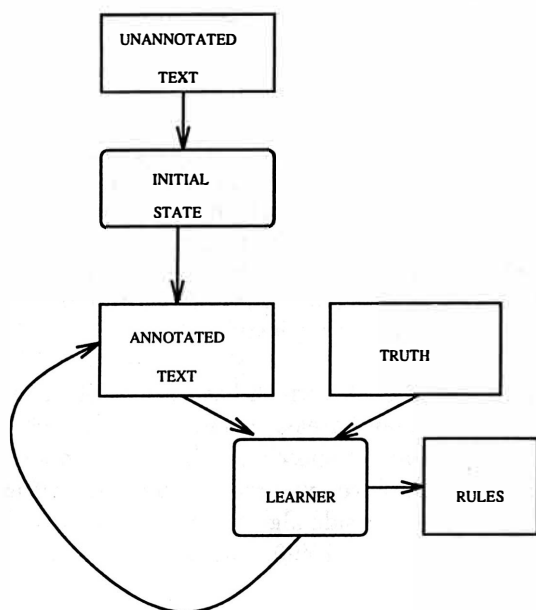 UNANNOTATED
TEXT
INITIAL
STATE
ANNOTATED
TEXT
TRUTH
LEARNER
RULES